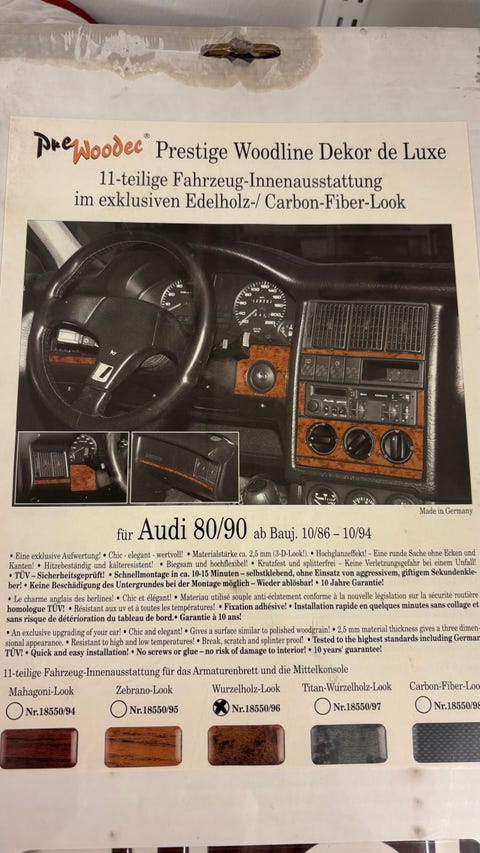 PreWoodec® Prestige Woodline Dekor de Luxe
11-teilige Fahrzeug-Innenausstattung
im exklusiven Edelholz-/ Carbon-Fiber-Look
Made in Germany
für Audi 80/90 ab Bauj. 10/86 – 10/94
• Eine exklusive Aufwertung! • Chic - elegant - wertvoll! • Materialstärke ca. 2,5 mm (3-D-Look!). • Hochglanzeffekt! – Eine runde Sache ohne Ecken und
Kanten! • Hitzebeständig und kälteresistent! • Biegsam und hochflexibel! • Kratzfest und splitterfrei – Keine Verletzungsgefahr bei einem Unfall!
• TÜV – Sicherheitsgeprüft! • Schnellmontage in ca. 10-15 Minuten – selbstklebend, ohne Einsatz von aggressivem, giftigem Sekundenkle-
ber! • Keine Beschädigung des Untergrundes bei der Montage möglich – Wieder ablösbar! • 10 Jahre Garantie!
• Le charme anglais des berlines! • Chic et élégant! • Materiau utilisé souple anti-éclatement conforme à la nouvelle législation sur la sécurité routière
homologue TÜV! • Résistant aux uv et à toutes les températures! • Fixation adhésive! • Installation rapide en quelques minutes sans collage et
sans risque de détérioration du tableau de bord. • Garantie à 10 ans!
• An exclusive upgrading of your car! • Chic and elegant! • Gives a surface similar to polished woodgrain! • 2,5 mm material thickness gives a three dimen-
sional appearance. • Resistant to high and low temperatures! • Break, scratch and splinter proof! • Tested to the highest standards including German
TÜV! • Quick and easy installation! • No screws or glue – no risk of damage to interior! • 10 years' guarantee!
11-teilige Fahrzeug-Innenausstattung für das Armaturenbrett und die Mittelkonsole
Mahagoni-Look Zebrano-Look Wurzelholz-Look Titan-Wurzelholz-Look Carbon-Fiber-Loo
Nr.18550/94 Nr.18550/95 Nr.18550/96 Nr.18550/97 Nr.18550/98